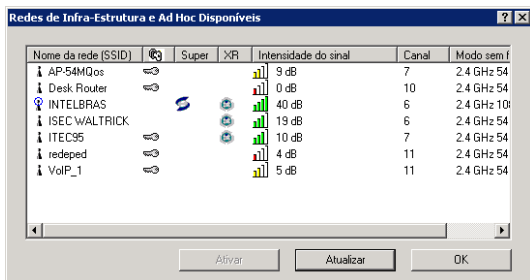 Redes de Infra-Estrutura e Ad Hoc Disponíveis
Nome da rede (SSID) Super XR Intensidade do sinal Canal Modo sem f
AP-54MQos 9 dB 7 2.4 GHz 54
Desk Router 0 dB 10 2.4 GHz 54
INTELBRAS 40 dB 6 2.4 GHz 10
ISEC WALTRICK 19 dB 6 2.4 GHz 54
ITEC95 10 dB 7 2.4 GHz 54
redeped 4 dB 11 2.4 GHz 54
VoIP_1 5 dB 11 2.4 GHz 54
Ativar Atualizar OK